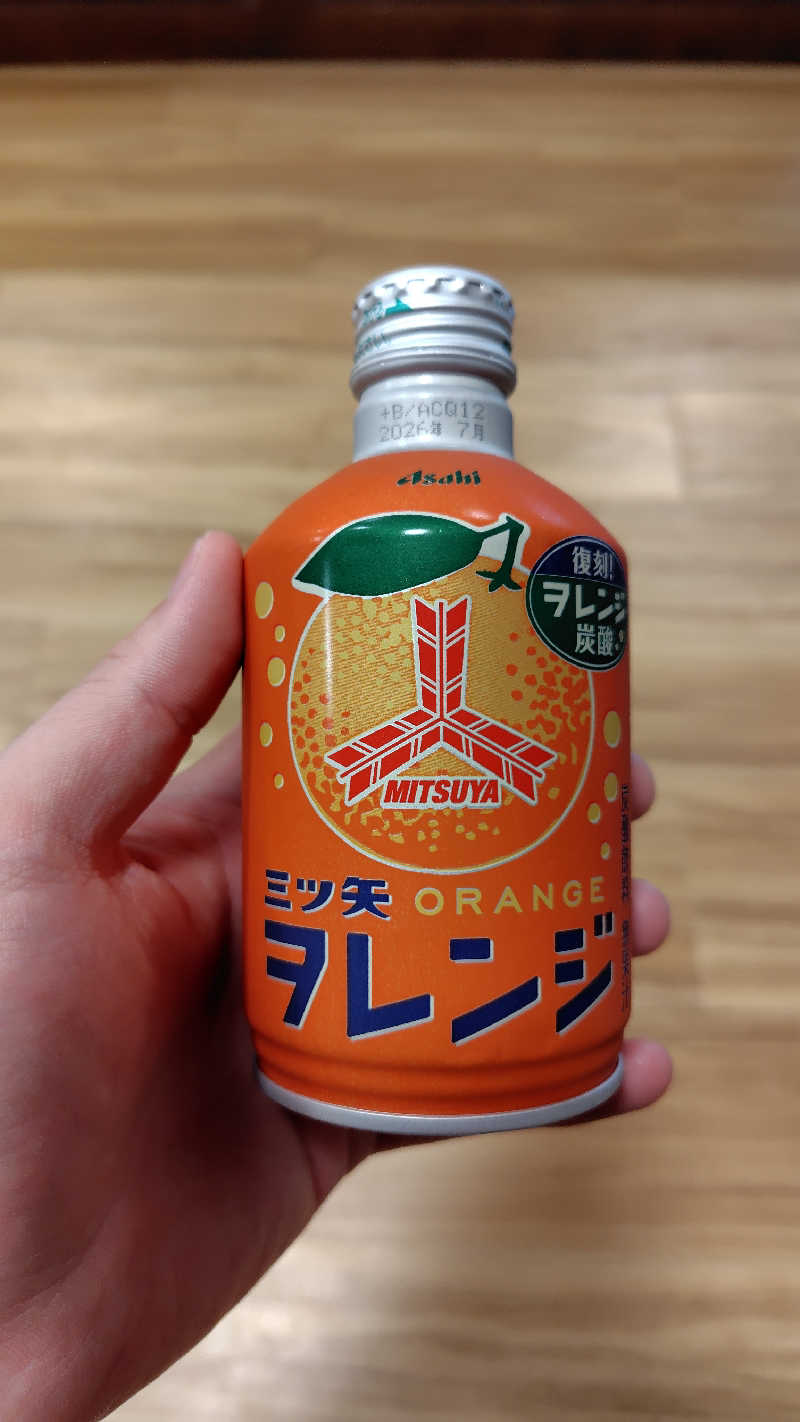 +B/ACQ12
2026年 7月
Asahi
復刻!
ヲレンジ
炭酸
MITSUYA
三ツ矢 ORANGE
ヲレンジ